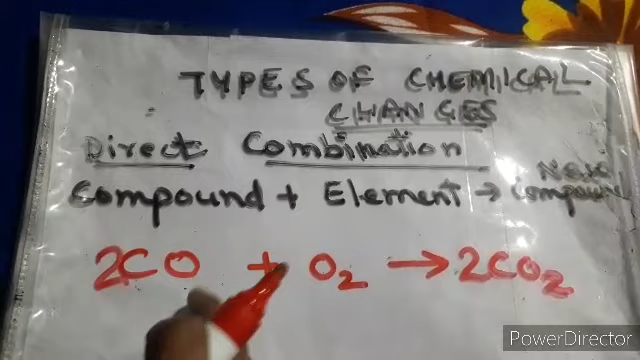 TYPES OF CHEMICAL
CHANGES
Direct Combination
Compound + Element → New Compound
2CO + O₂ → 2CO₂
PowerDirector